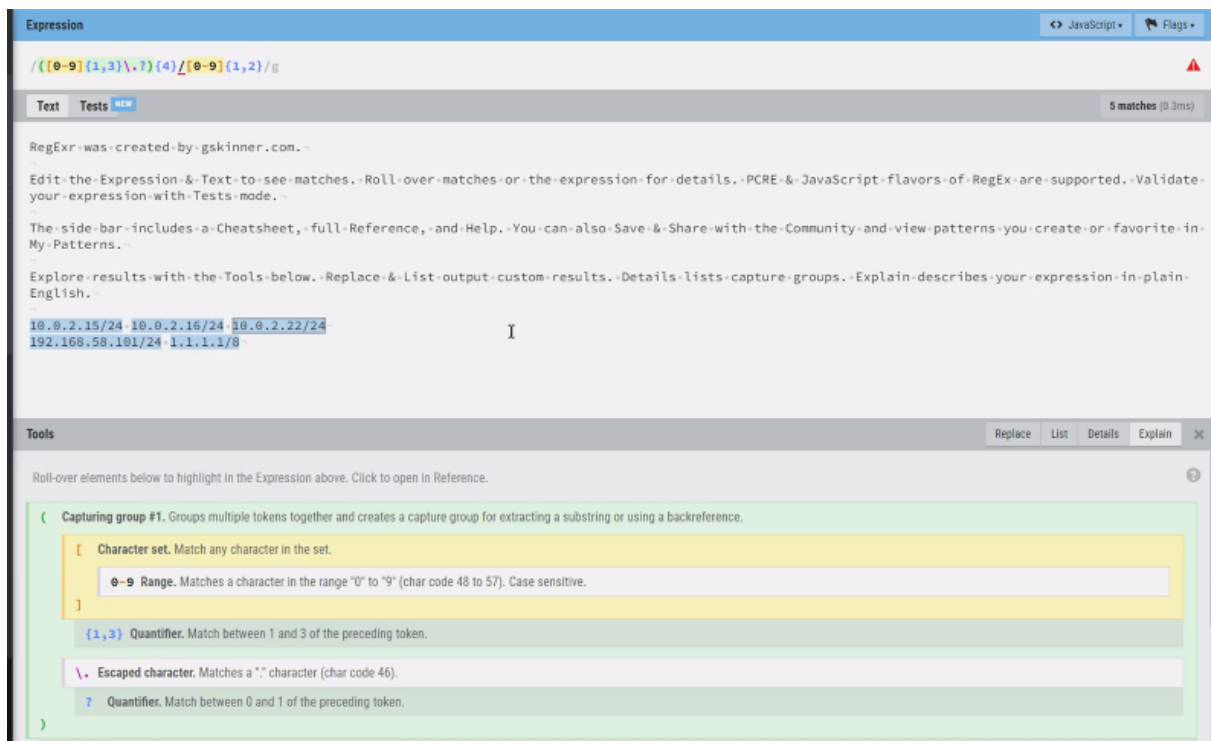 Expression
<> JavaScript ▾
Flags ▾
/([0-9]{1,3}\.?){4}/[0-9]{1,2}/g
Text Tests NEW
5 matches (0.3ms)
RegExr·was·created·by·gskinner.com.¬
¬
Edit·the·Expression·&·Text·to·see·matches.·Roll·over·matches·or·the·expression·for·details.·PCRE·&·JavaScript·flavors·of·RegEx·are·supported.·Validate·
your·expression·with·Tests·mode.¬
¬
The·side·bar·includes·a·Cheatsheet,·full·Reference,·and·Help.·You·can·also·Save·&·Share·with·the·Community·and·view·patterns·you·create·or·favorite·in·
My·Patterns.¬
¬
Explore·results·with·the·Tools·below.·Replace·&·List·output·custom·results.·Details·lists·capture·groups.·Explain·describes·your·expression·in·plain·
English.¬
¬
10.0.2.15/24·10.0.2.16/24·10.0.2.22/24¬
192.168.58.101/24·1.1.1.1/8¬
Tools
Replace List Details Explain ×
Roll-over elements below to highlight in the Expression above. Click to open in Reference.
?
( Capturing group #1. Groups multiple tokens together and creates a capture group for extracting a substring or using a backreference.
[ Character set. Match any character in the set.
0-9 Range. Matches a character in the range "0" to "9" (char code 48 to 57). Case sensitive.
]
{1,3} Quantifier. Match between 1 and 3 of the preceding token.
\. Escaped character. Matches a "." character (char code 46).
? Quantifier. Match between 0 and 1 of the preceding token.
)